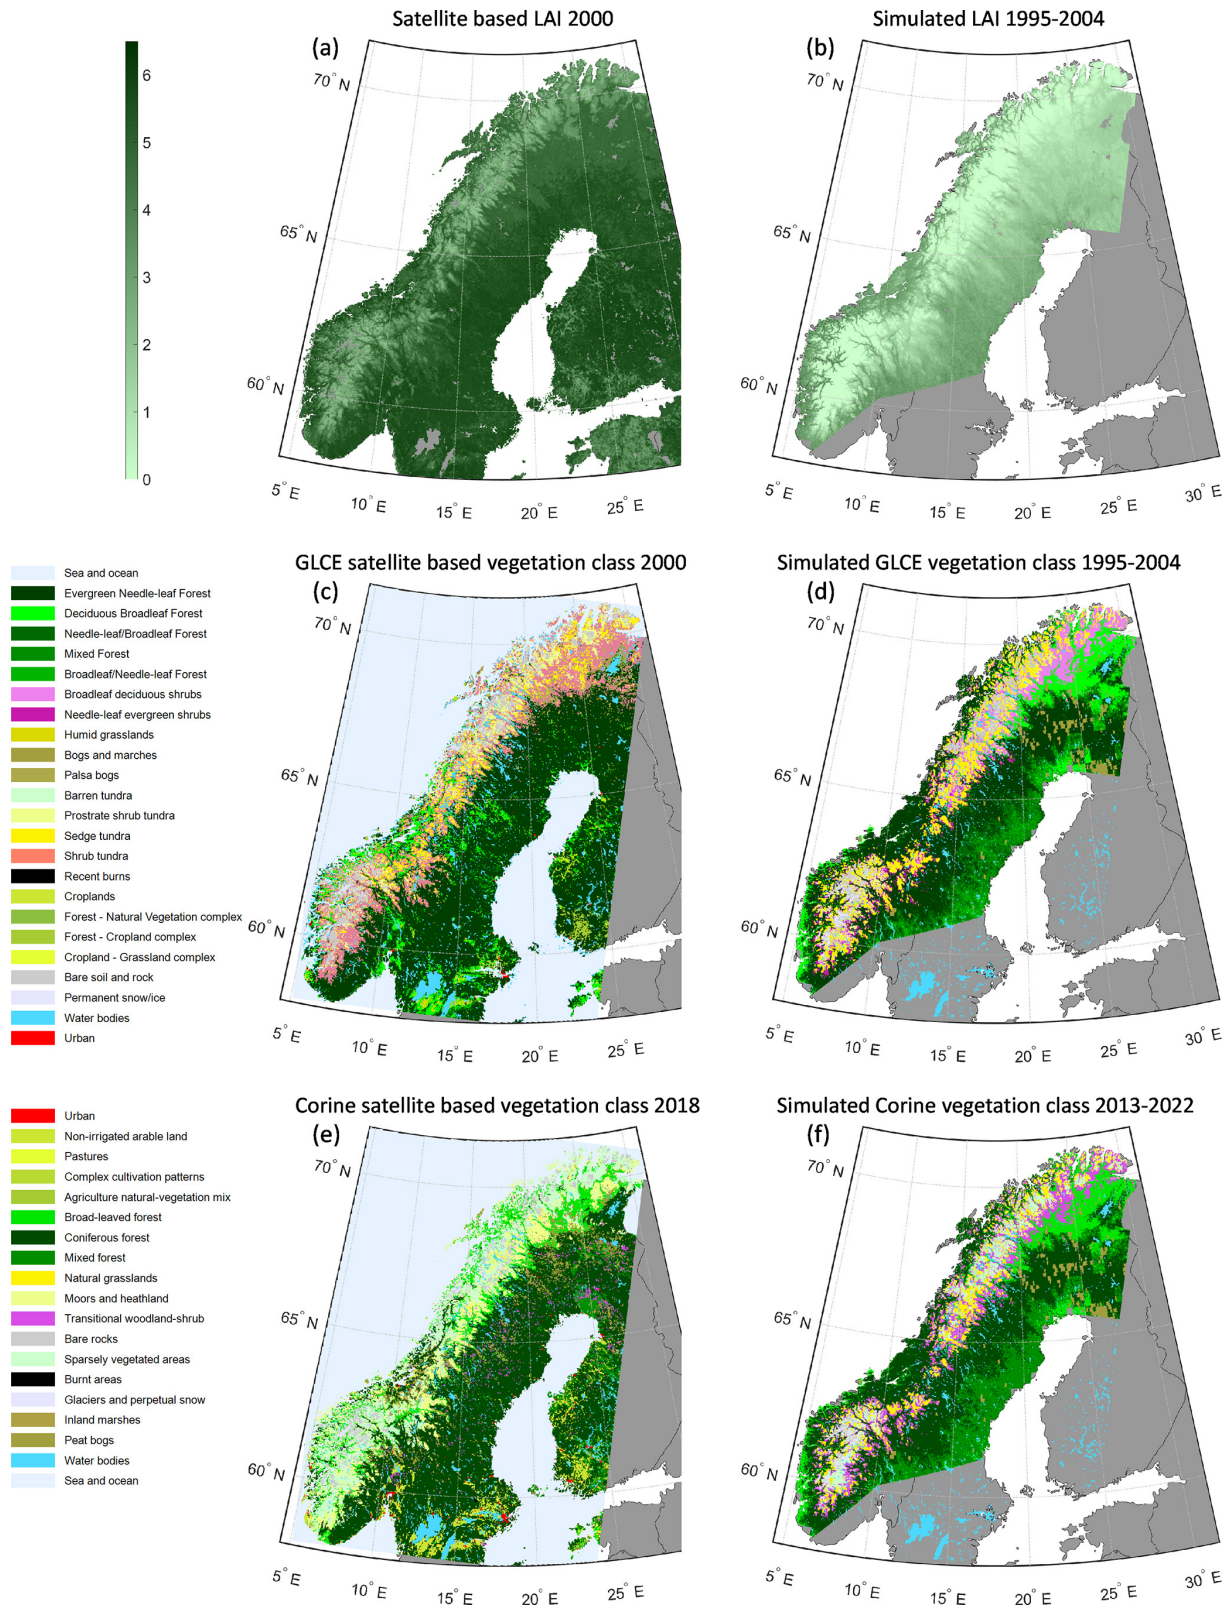 Satellite based LAI 2000
Simulated LAI 1995-2004
(a)
(b)
6
5
4
3
2
1
0
70° N
65° N
60° N
5° E
10° E
15° E
20° E
25° E
70° N
65° N
60° N
5° E
10° E
15° E
20° E
25° E
30° E
GLCE satellite based vegetation class 2000
Simulated GLCE vegetation class 1995-2004
(c)
(d)
Sea and ocean
Evergreen Needle-leaf Forest
Deciduous Broadleaf Forest
Needle-leaf/Broadleaf Forest
Mixed Forest
Broadleaf/Needle-leaf Forest
Broadleaf deciduous shrubs
Needle-leaf evergreen shrubs
Humid grasslands
Bogs and marches
Palsa bogs
Barren tundra
Prostrate shrub tundra
Sedge tundra
Shrub tundra
Recent burns
Croplands
Forest - Natural Vegetation complex
Forest - Cropland complex
Cropland - Grassland complex
Bare soil and rock
Permanent snow/ice
Water bodies
Urban
70° N
65° N
60° N
5° E
10° E
15° E
20° E
25° E
70° N
65° N
60° N
5° E
10° E
15° E
20° E
25° E
30° E
Corine satellite based vegetation class 2018
Simulated Corine vegetation class 2013-2022
(e)
(f)
Urban
Non-irrigated arable land
Pastures
Complex cultivation patterns
Agriculture natural-vegetation mix
Broad-leaved forest
Coniferous forest
Mixed forest
Natural grasslands
Moors and heathland
Transitional woodland-shrub
Bare rocks
Sparsely vegetated areas
Burnt areas
Glaciers and perpetual snow
Inland marshes
Peat bogs
Water bodies
Sea and ocean
70° N
65° N
60° N
5° E
10° E
15° E
20° E
25° E
70° N
65° N
60° N
5° E
10° E
15° E
20° E
25° E
30° E